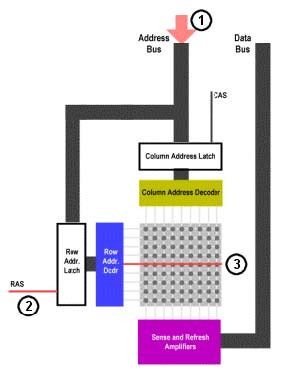 1
Address
Bus
Data
Bus
CAS
Column Address Latch
Column Address Decoder
Row
Addr.
Latch
Row
Addr.
Dcdr
3
RAS
2
Sense and Refresh
Amplifiers